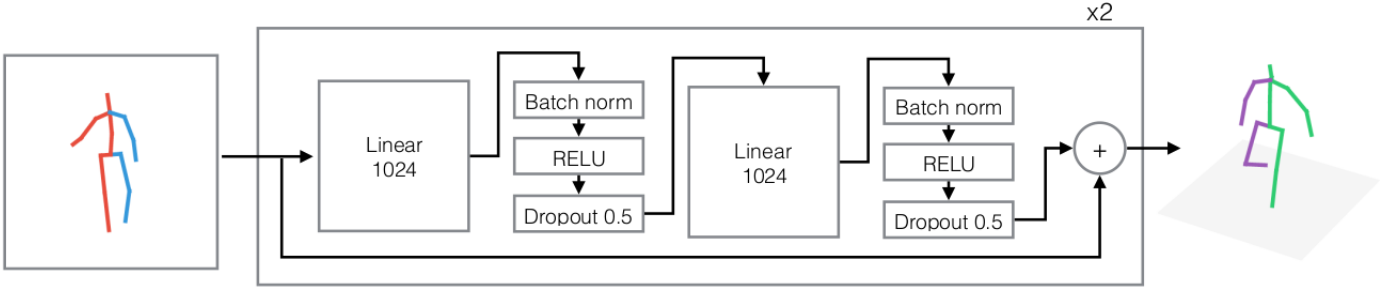 x2
Linear
1024
Batch norm
RELU
Dropout 0.5
Linear
1024
Batch norm
RELU
Dropout 0.5
+